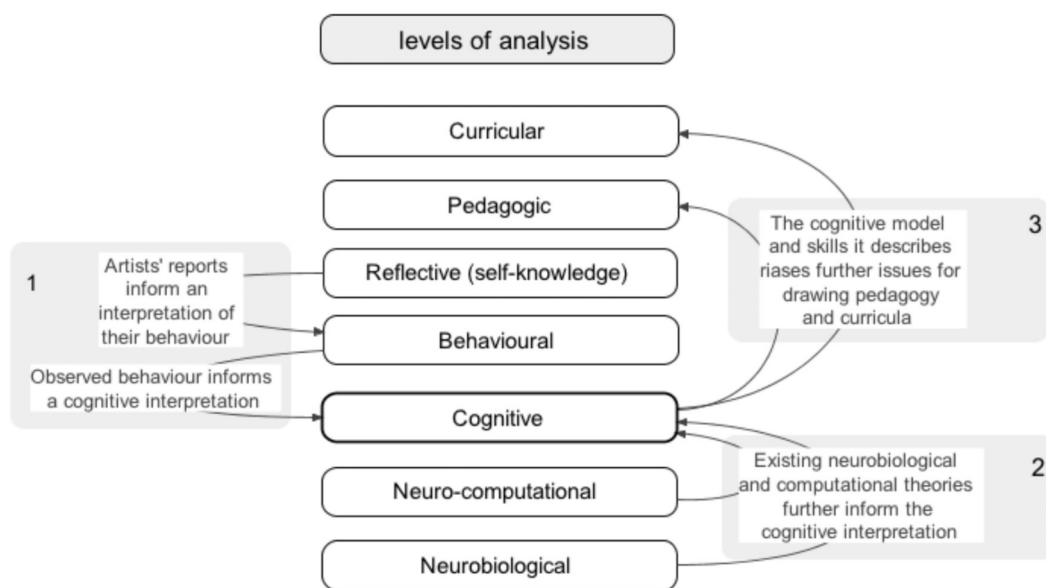 levels of analysis
Curricular
Pedagogic
Reflective (self-knowledge)
Behavioural
Cognitive
Neuro-computational
Neurobiological
1
Artists' reports
inform an
interpretation of
their behaviour
Observed behaviour informs
a cognitive interpretation
3
The cognitive model
and skills it describes
riases further issues for
drawing pedagogy
and curricula
2
Existing neurobiological
and computational theories
further inform the
cognitive interpretation